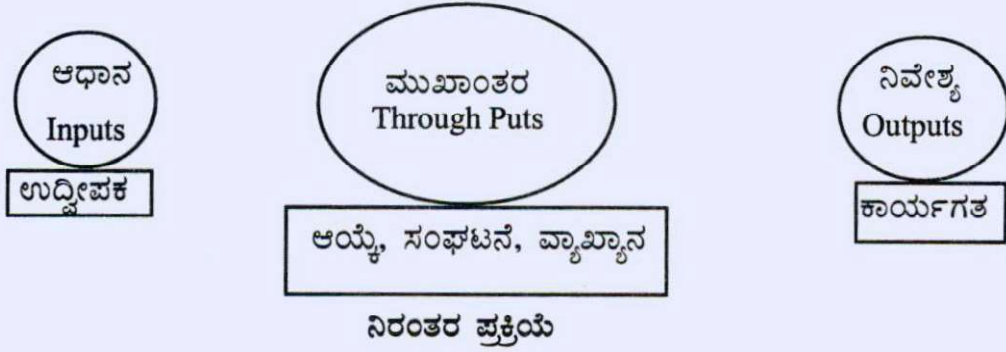 ಆಧಾನ
Inputs
ಉದ್ವೀಪಕ
ಮುಖಾಂತರ
Through Puts
ಆಯ್ಕೆ, ಸಂಘಟನೆ, ವ್ಯಾಖ್ಯಾನ
ನಿವೇಶ್ಯ
Outputs
ಕಾರ್ಯಗತ
ನಿರಂತರ ಪ್ರಕ್ರಿಯೆ